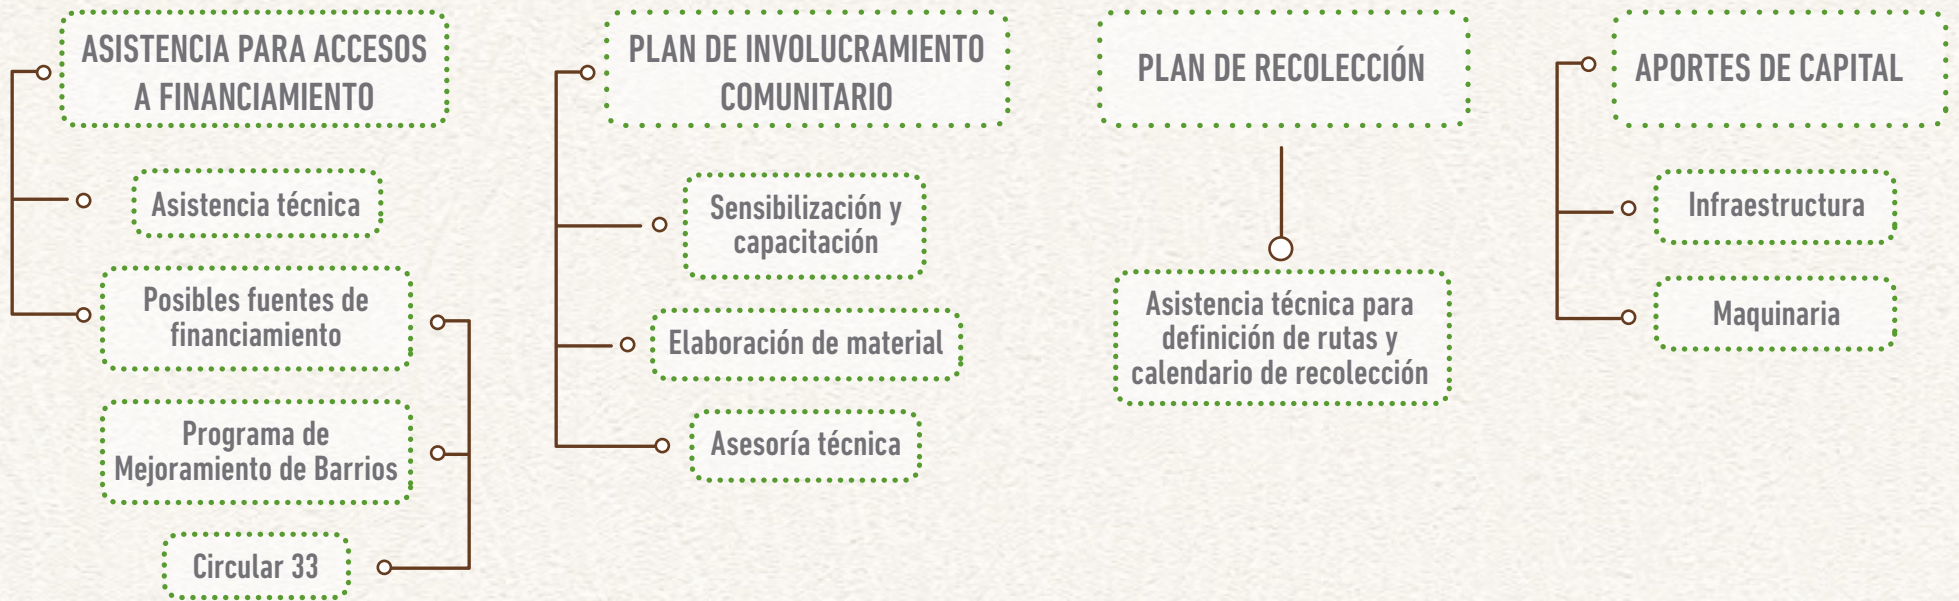 ASISTENCIA PARA ACCESOS
A FINANCIAMIENTO
Asistencia técnica
Posibles fuentes de
financiamiento
Programa de
Mejoramiento de Barrios
Circular 33
PLAN DE INVOLUCRAMIENTO
COMUNITARIO
Sensibilización y
capacitación
Elaboración de material
Asesoría técnica
PLAN DE RECOLECCIÓN
Asistencia técnica para
definición de rutas y
calendario de recolección
APORTES DE CAPITAL
Infraestructura
Maquinaria